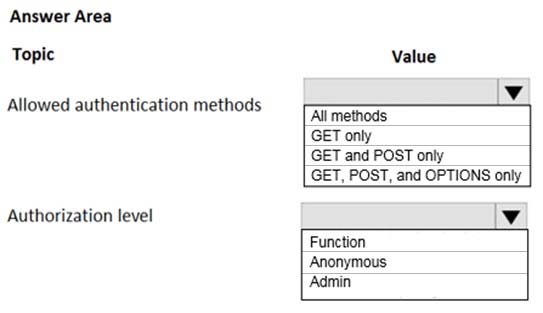 Answer Area
Topic
Value
Allowed authentication methods
All methods
GET only
GET and POST only
GET, POST, and OPTIONS only
Authorization level
Function
Anonymous
Admin